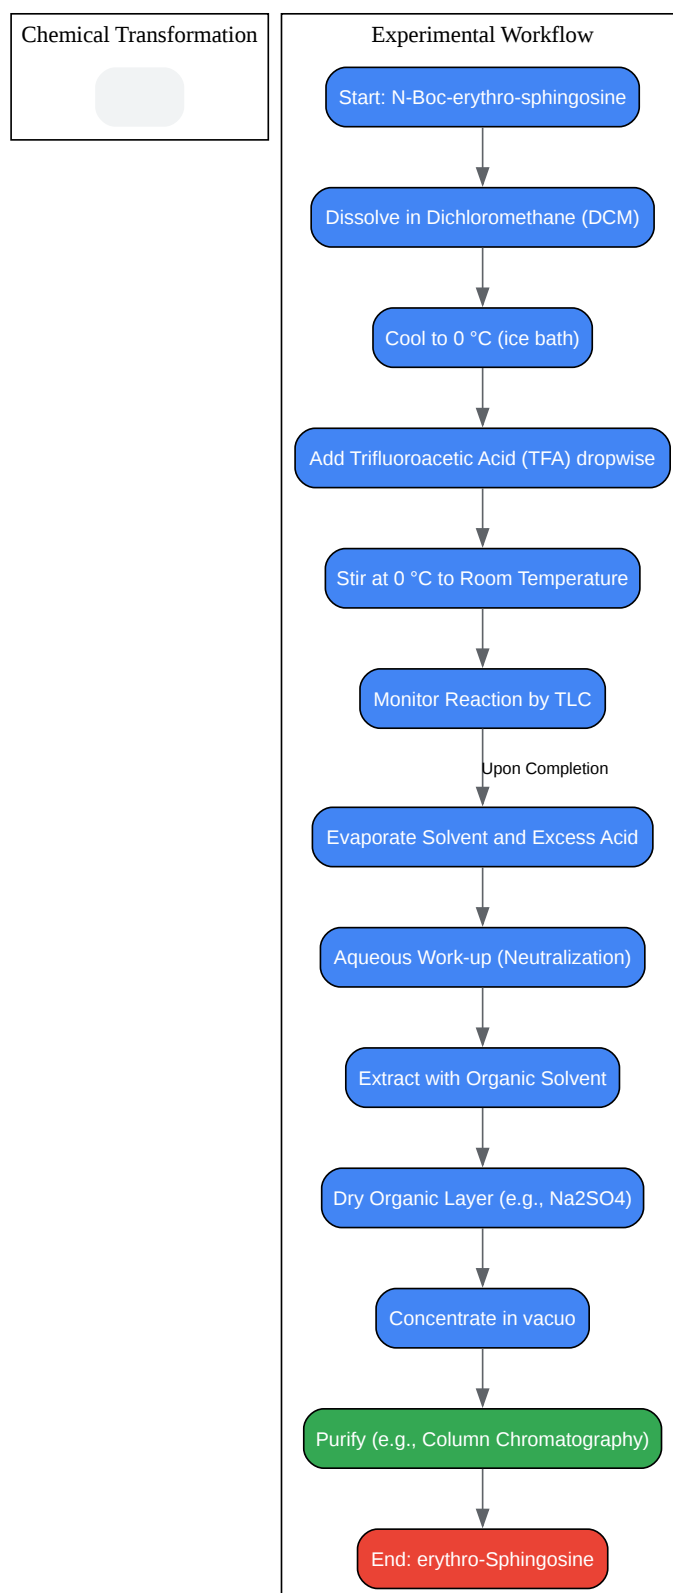 Chemical Transformation
Experimental Workflow
Start: N-Boc-erythro-sphingosine
Dissolve in Dichloromethane (DCM)
Cool to 0 °C (ice bath)
Add Trifluoroacetic Acid (TFA) dropwise
Stir at 0 °C to Room Temperature
Monitor Reaction by TLC
Upon Completion
Evaporate Solvent and Excess Acid
Aqueous Work-up (Neutralization)
Extract with Organic Solvent
Dry Organic Layer (e.g., Na2SO4)
Concentrate in vacuo
Purify (e.g., Column Chromatography)
End: erythro-Sphingosine